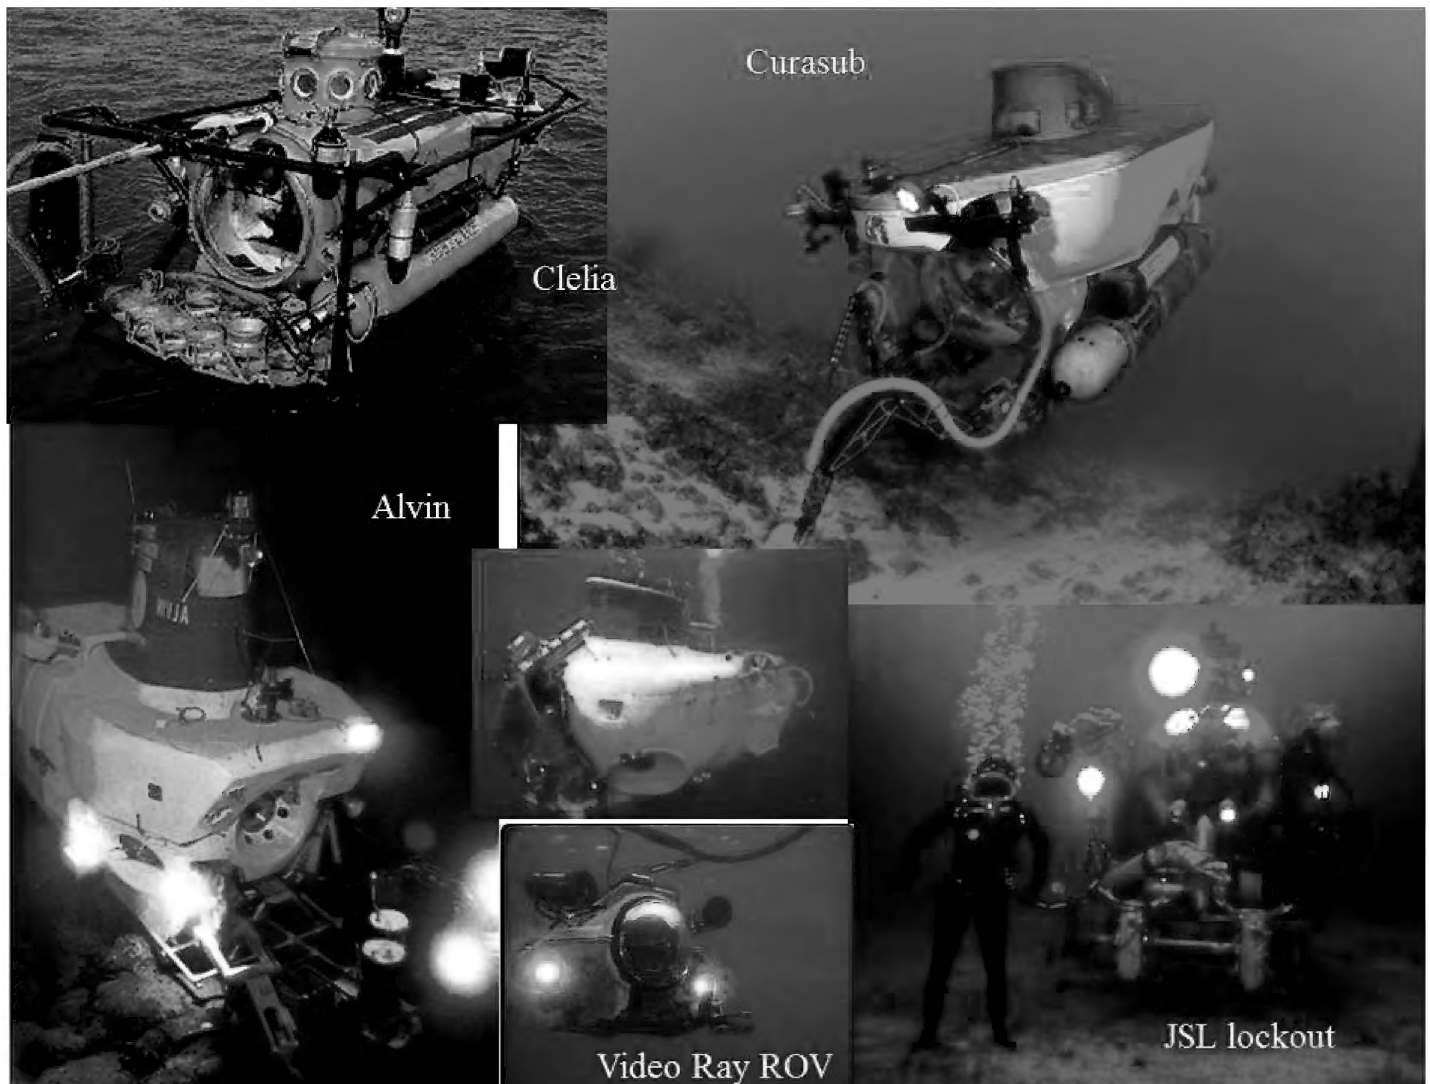 Curasub
Clelia
Alvin
Video Ray ROV
JSL lockout